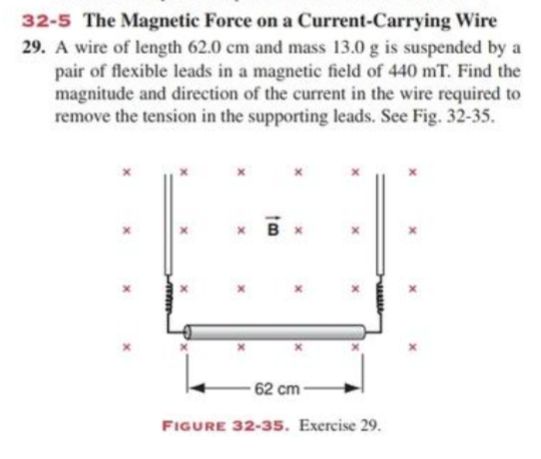 32-5 The Magnetic Force on a Current-Carrying Wire
29. A wire of length 62.0 cm and mass 13.0 g is suspended by a
pair of flexible leads in a magnetic field of 440 mT. Find the
magnitude and direction of the current in the wire required to
remove the tension in the supporting leads. See Fig. 32-35.
× × × × × ×
× × × B × × ×
× × × × × ×
× × × × × ×
62 cm
FIGURE 32-35. Exercise 29.